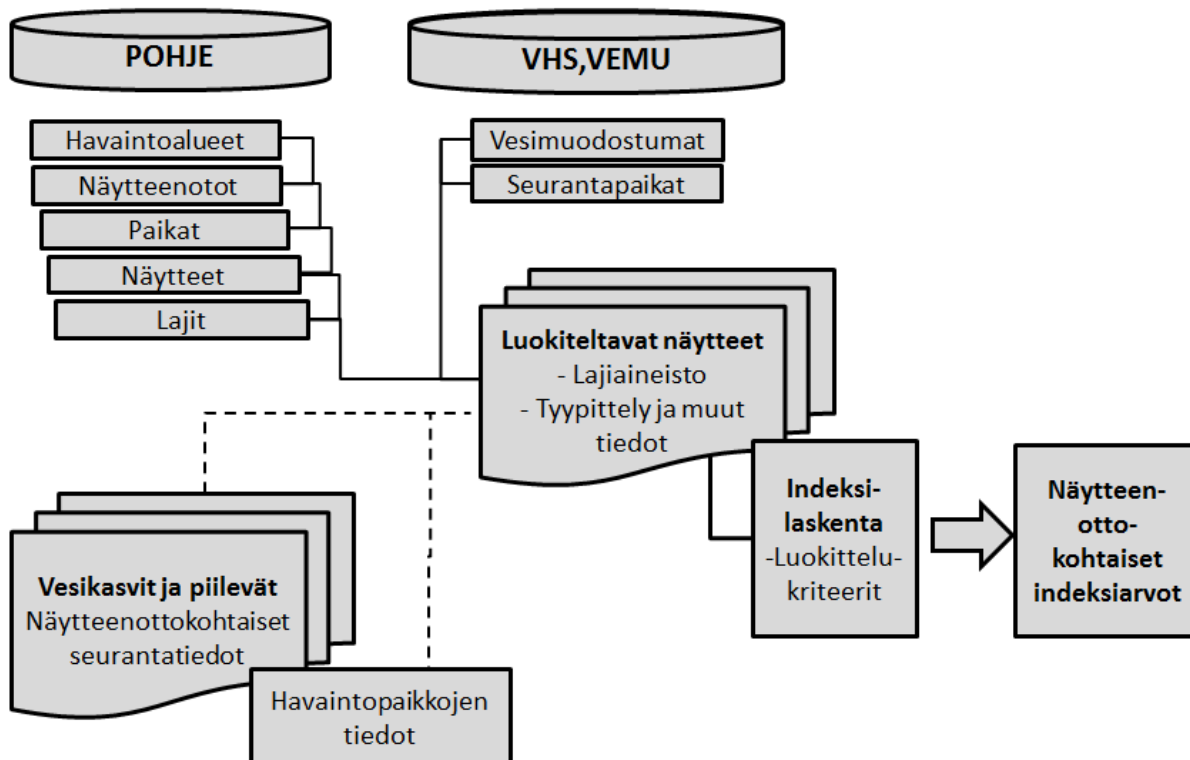 POHJE
VHS,VEMU
Havaintoalueet
Näytteenotot
Paikat
Näytteet
Lajit
Vesimuodostumat
Seurantapaikat
Luokiteltavat näytteet
- Lajiaineisto
- Tyypittely ja muut
tiedot
Indeksi-
laskenta
-Luokittelu-
kriteerit
Näytteen-
otto-
kohtaiset
indeksiarvot
Vesikasvit ja piilevät
Näytteenottokohtaiset
seurantatiedot
Havaintopaikkojen
tiedot